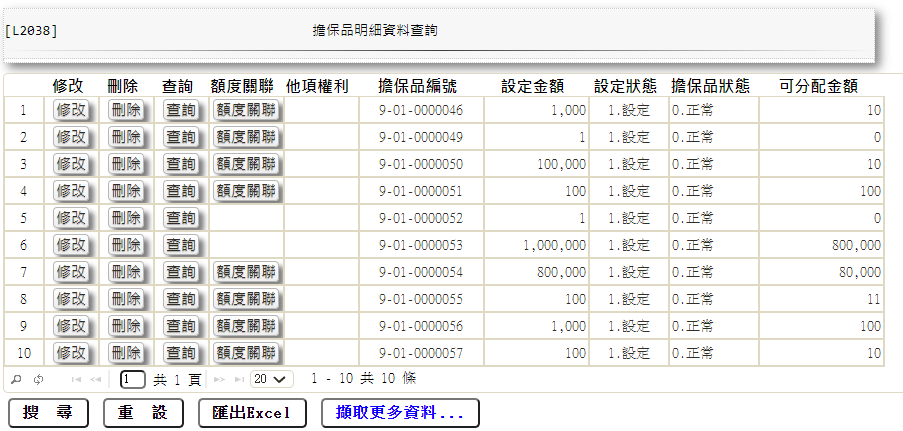 [L2038] 擔保品明細資料查詢
修改 刪除 查詢 額度關聯 他項權利 擔保品編號 設定金額 設定狀態 擔保品狀態 可分配金額
1 修改 刪除 查詢 額度關聯 9-01-0000046 1,000 1.設定 0.正常 10
2 修改 刪除 查詢 額度關聯 9-01-0000049 1 1.設定 0.正常 0
3 修改 刪除 查詢 額度關聯 9-01-0000050 100,000 1.設定 0.正常 10
4 修改 刪除 查詢 額度關聯 9-01-0000051 100 1.設定 0.正常 100
5 修改 刪除 查詢 9-01-0000052 1 1.設定 0.正常 0
6 修改 刪除 查詢 9-01-0000053 1,000,000 1.設定 0.正常 800,000
7 修改 刪除 查詢 額度關聯 9-01-0000054 800,000 1.設定 0.正常 80,000
8 修改 刪除 查詢 額度關聯 9-01-0000055 100 1.設定 0.正常 11
9 修改 刪除 查詢 額度關聯 9-01-0000056 1,000 1.設定 0.正常 100
10 修改 刪除 查詢 額度關聯 9-01-0000057 100 1.設定 0.正常 10
1 共 1 頁 20 1 - 10 共 10 條
搜 尋 重 設 匯出Excel 擷取更多資料...